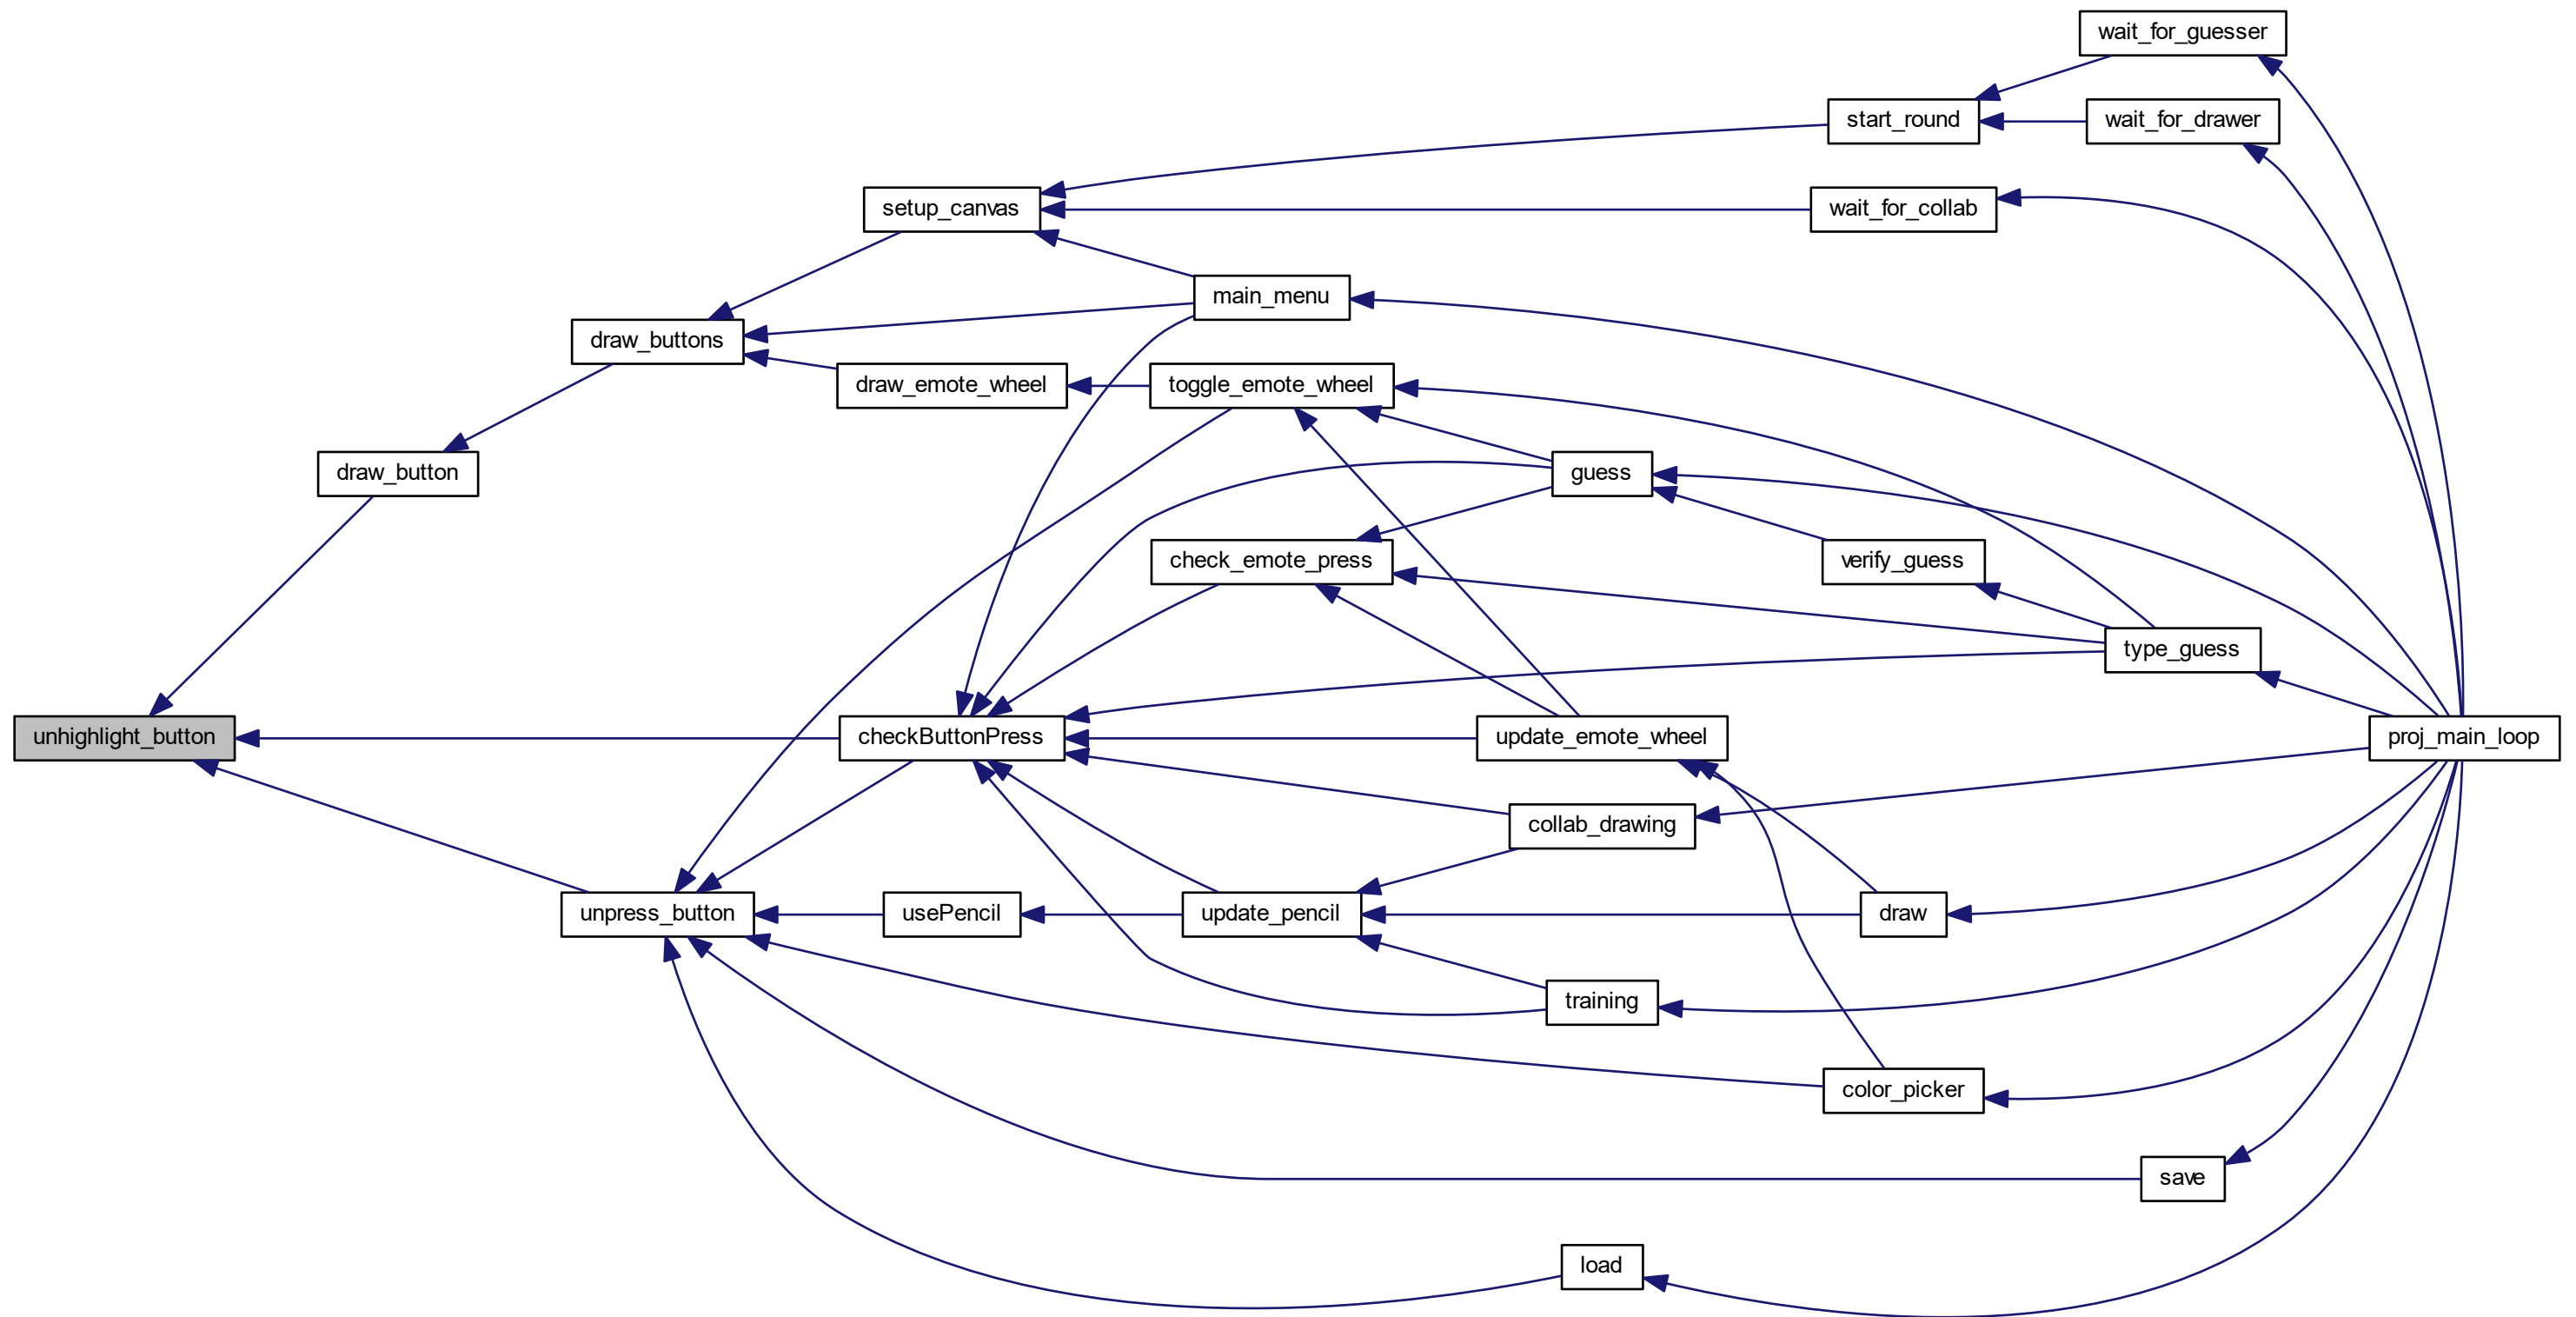 wait_for_guesser
start_round
wait_for_drawer
setup_canvas
wait_for_collab
main_menu
draw_buttons
draw_emote_wheel
toggle_emote_wheel
draw_button
guess
check_emote_press
verify_guess
type_guess
unhighlight_button
checkButtonPress
update_emote_wheel
proj_main_loop
collab_drawing
unpress_button
usePencil
update_pencil
draw
training
color_picker
save
load